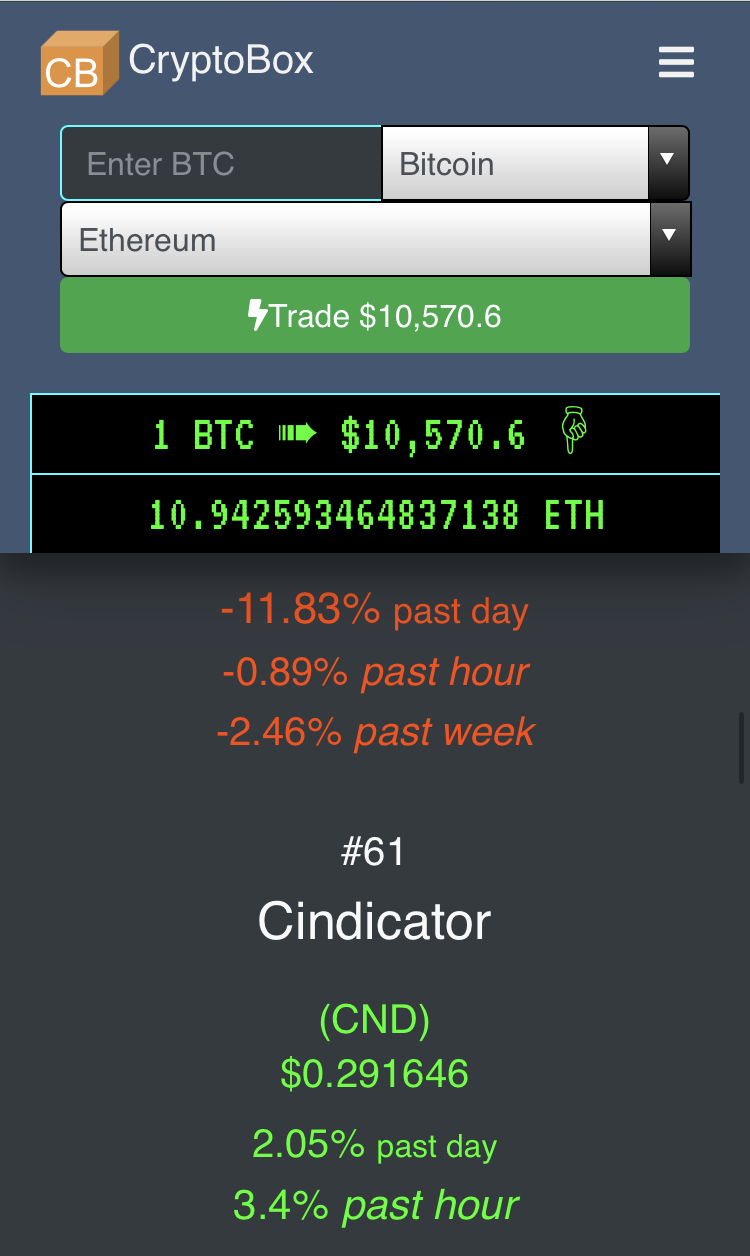 CB CryptoBox
Enter BTC Bitcoin
Ethereum
Trade $10,570.6
1 BTC ➠ $10,570.6 ☟
10.942593464837138 ETH
-11.83% past day
-0.89% past hour
-2.46% past week
#61
Cindicator
(CND)
$0.291646
2.05% past day
3.4% past hour